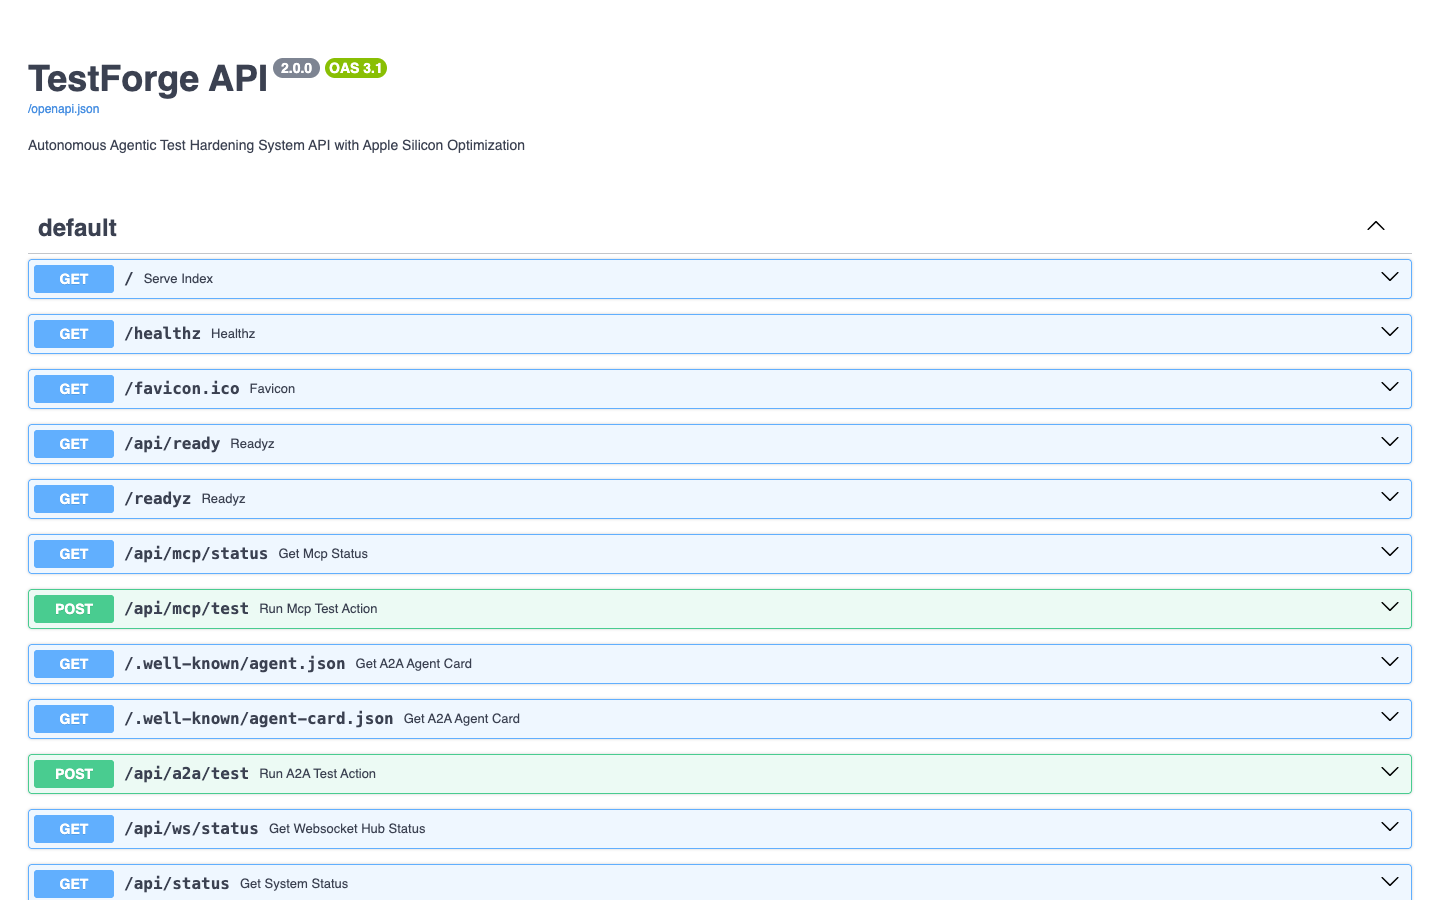 TestForge API 2.0.0 OAS 3.1
/openapi.json
Autonomous Agentic Test Hardening System API with Apple Silicon Optimization
default
GET / Serve Index
GET /healthz Healthz
GET /favicon.ico Favicon
GET /api/ready Readyz
GET /readyz Readyz
GET /api/mcp/status Get Mcp Status
POST /api/mcp/test Run Mcp Test Action
GET /.well-known/agent.json Get A2A Agent Card
GET /.well-known/agent-card.json Get A2A Agent Card
POST /api/a2a/test Run A2A Test Action
GET /api/ws/status Get Websocket Hub Status
GET /api/status Get System Status